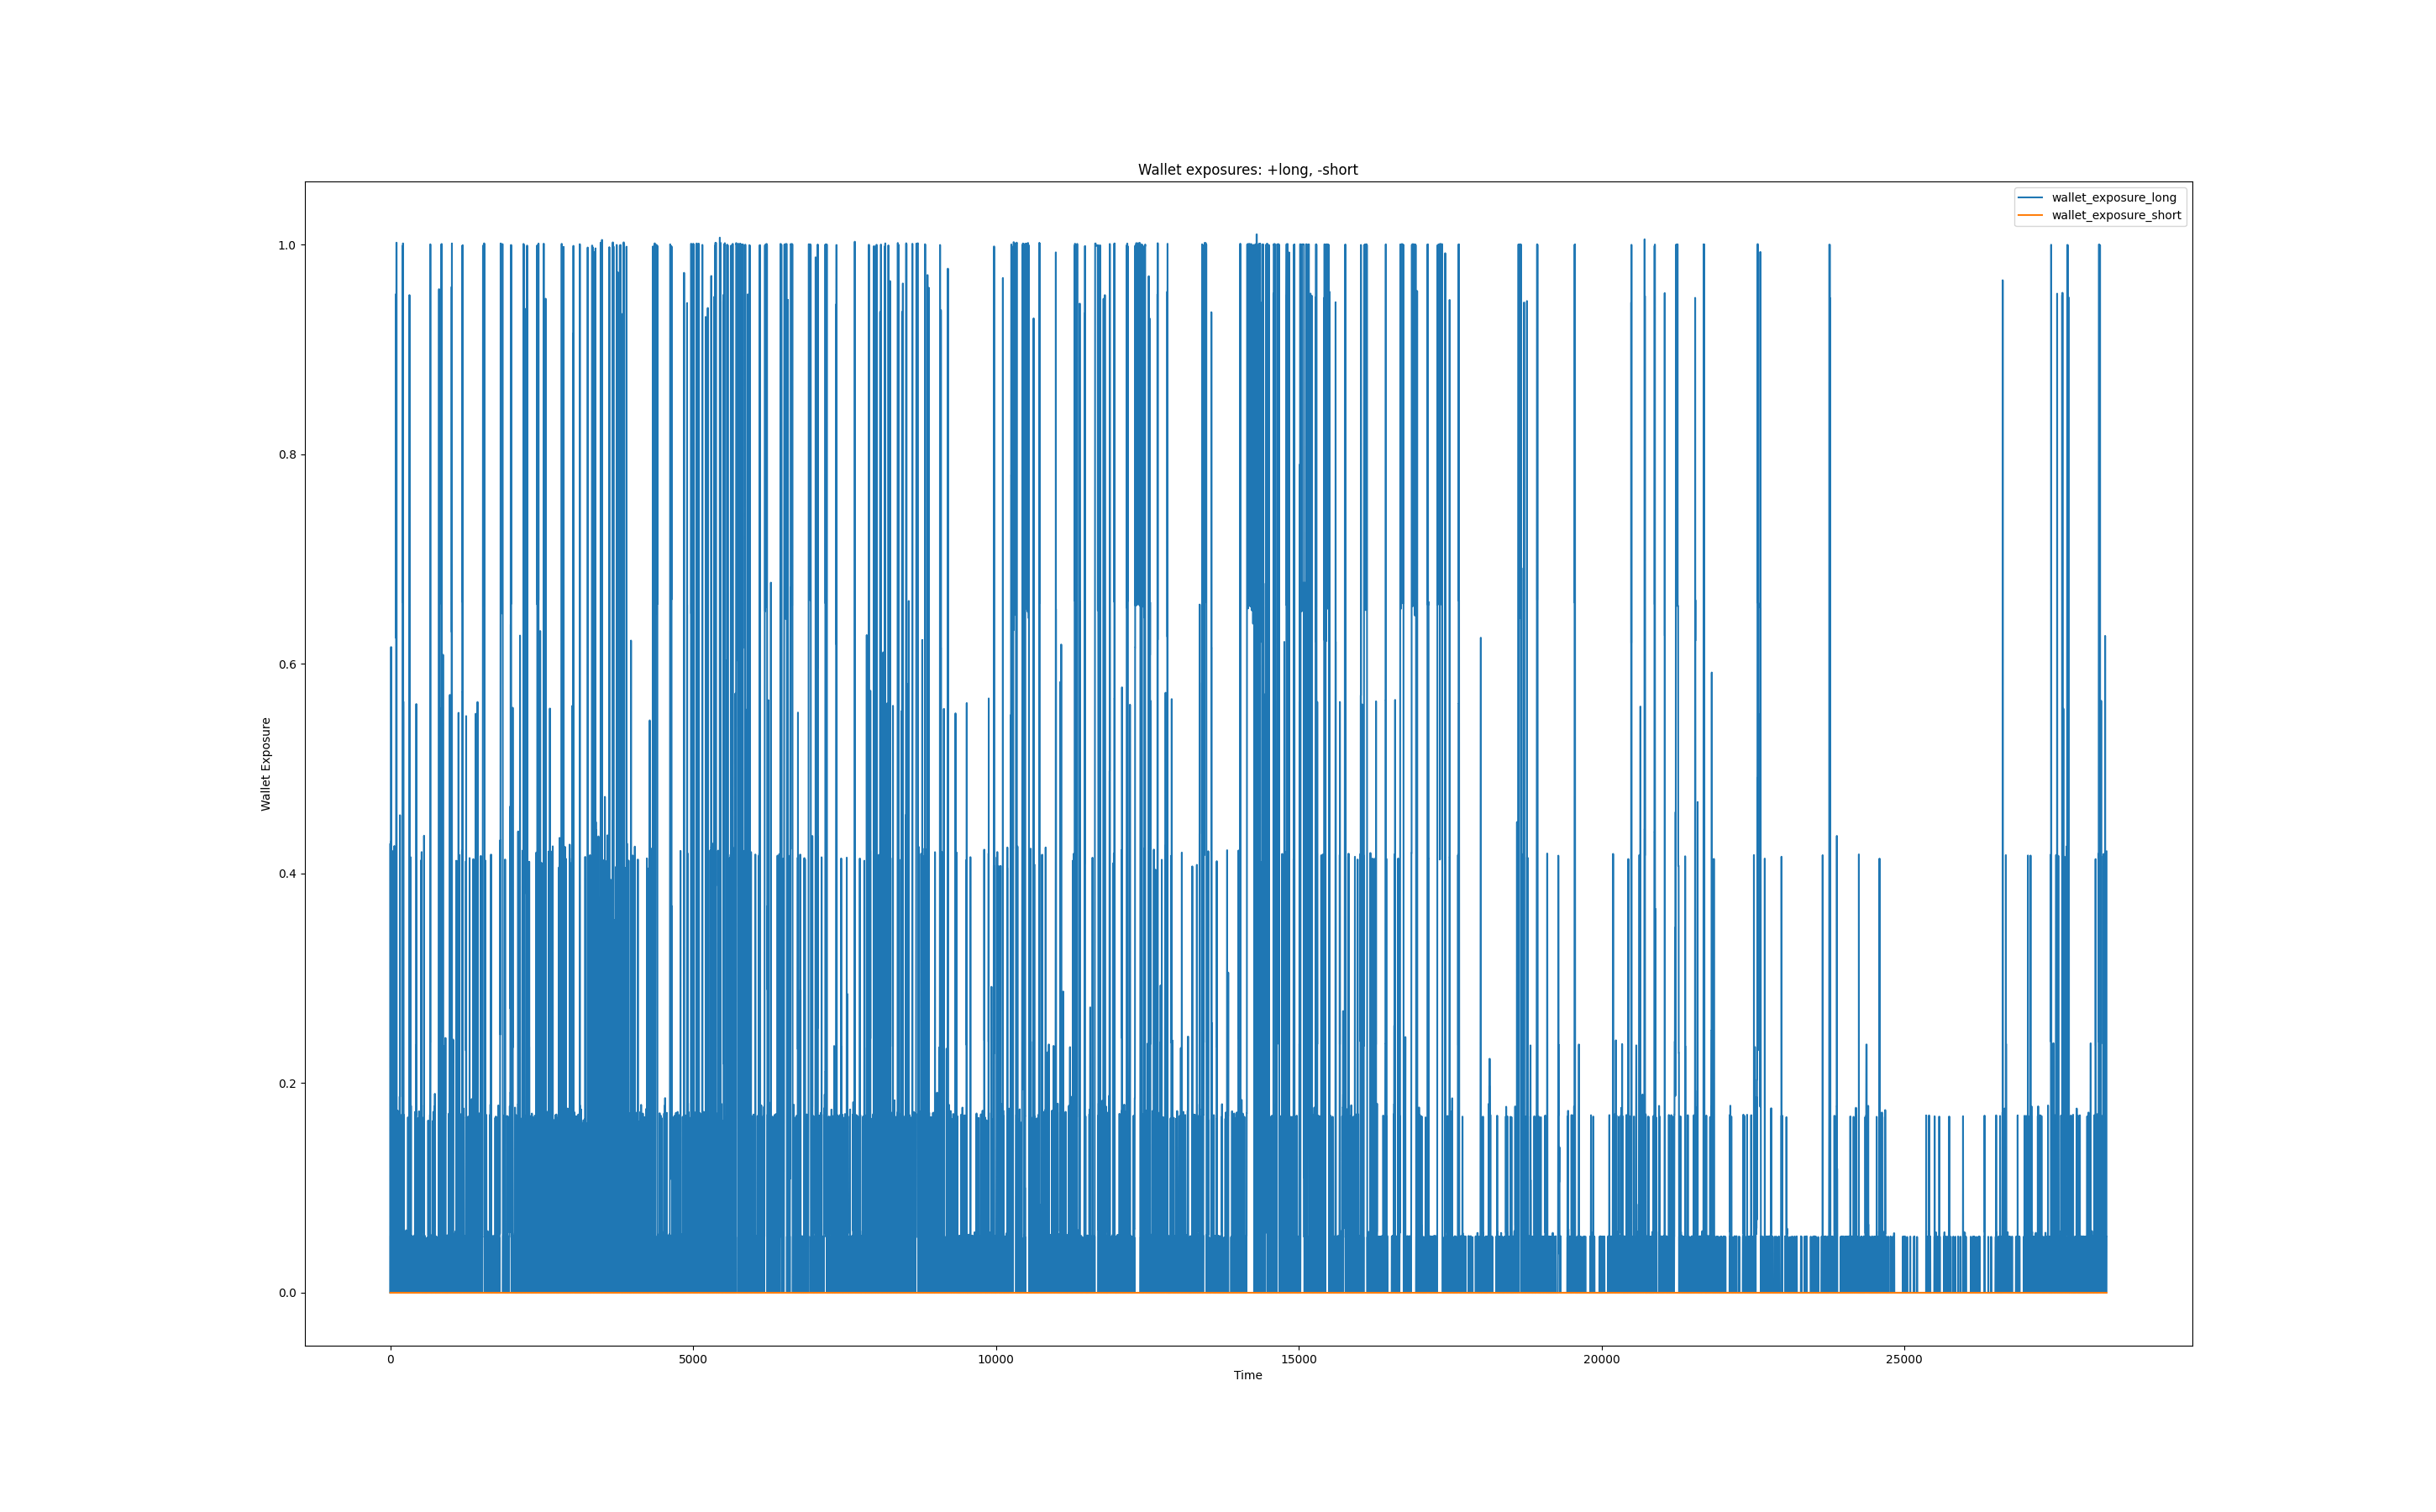 Wallet exposures: +long, -short
wallet_exposure_long
wallet_exposure_short
1.0
0.8
0.6
0.4
0.2
0.0
Wallet Exposure
0 5000 10000 15000 20000 25000
Time